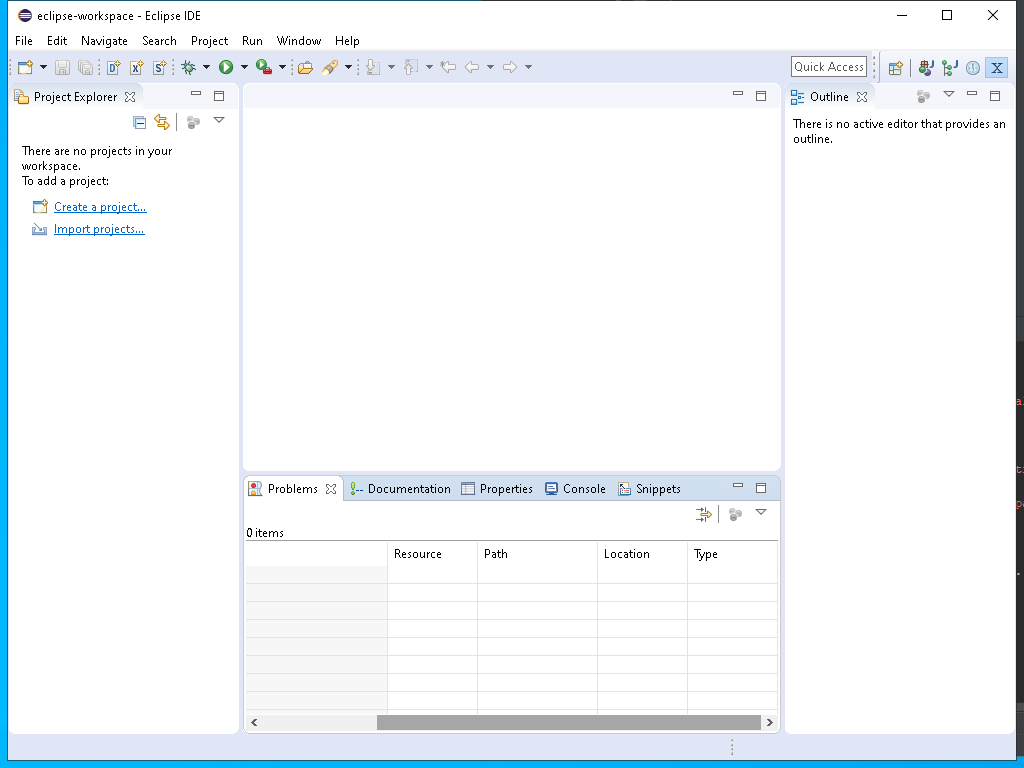 eclipse-workspace - Eclipse IDE
File Edit Navigate Search Project Run Window Help
Quick Access
Project Explorer
There are no projects in your
workspace.
To add a project:
Create a project...
Import projects...
Outline
There is no active editor that provides an
outline.
Problems Documentation Properties Console Snippets
0 items
Resource Path Location Type